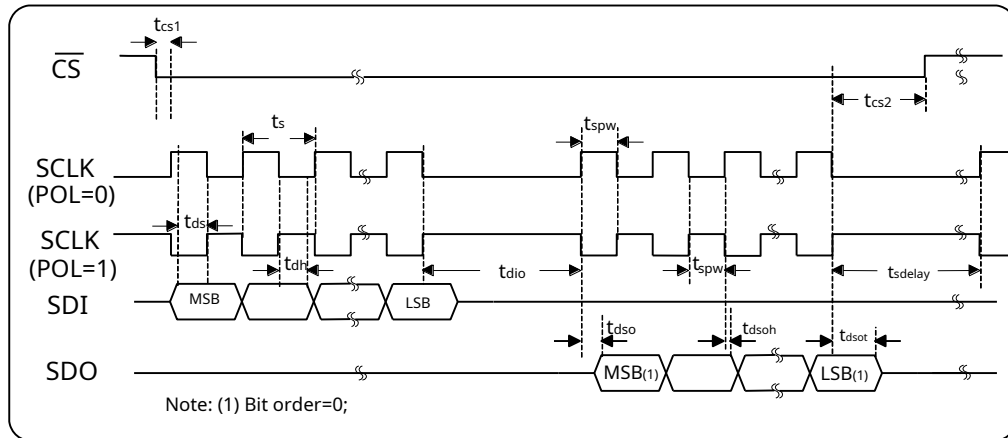 tcs1
CS
tcs2
ts
tspw
SCLK
(POL=0)
tds
SCLK
(POL=1)
tdh
tdio
tspw
tsdelay
SDI
MSB
LSB
tdso
tdsoh
tdsot
SDO
MSB(1)
LSB(1)
Note: (1) Bit order=0;